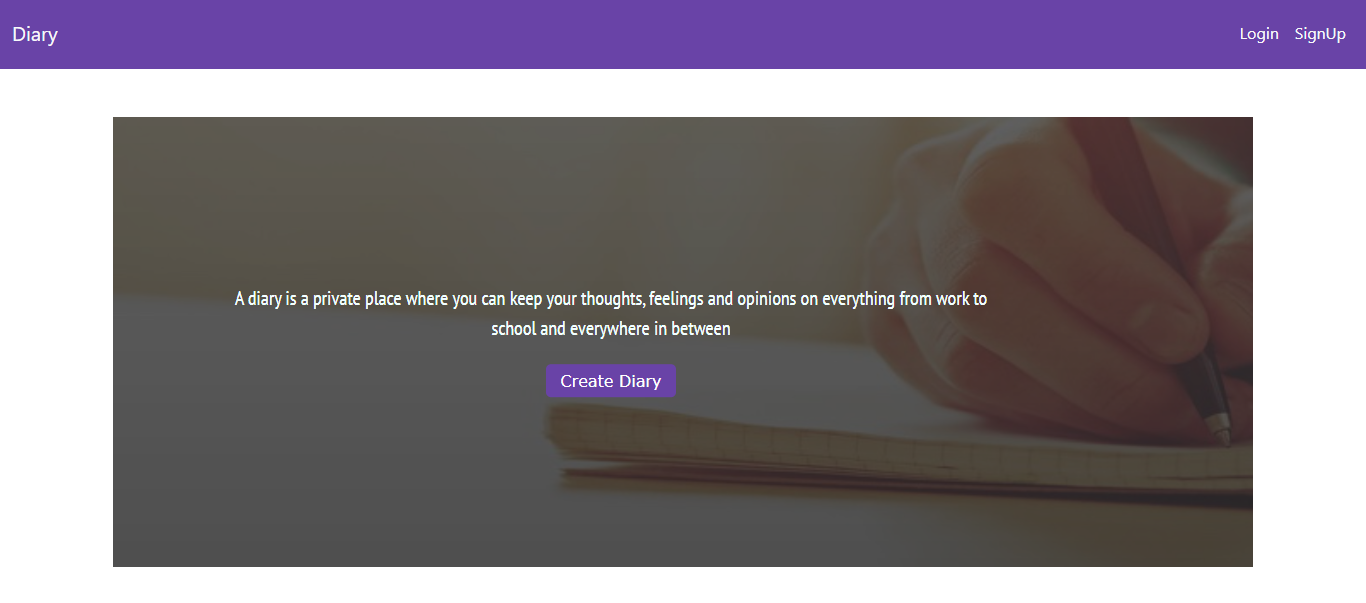 Diary
Login
SignUp
A diary is a private place where you can keep your thoughts, feelings and opinions on everything from work to
school and everywhere in between
Create Diary